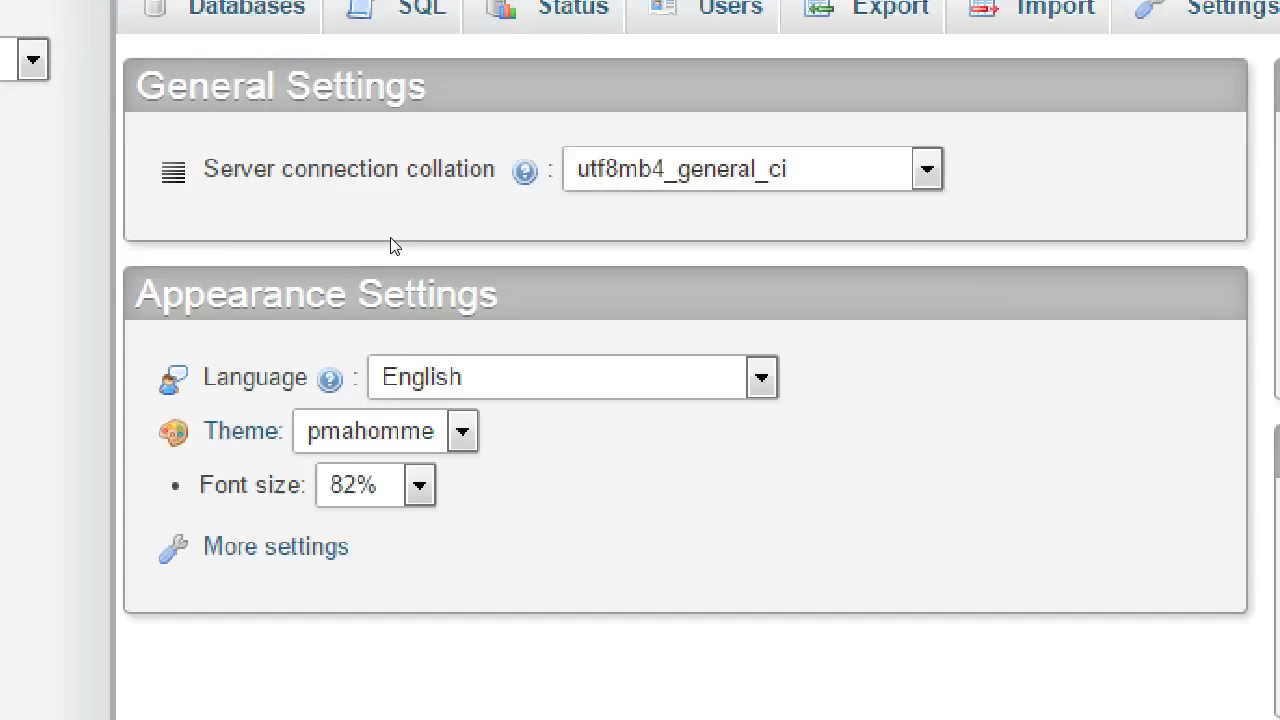 Databases SQL Status Users Export Import Settings
General Settings
Server connection collation : utf8mb4_general_ci
Appearance Settings
Language : English
Theme: pmahomme
• Font size: 82%
More settings